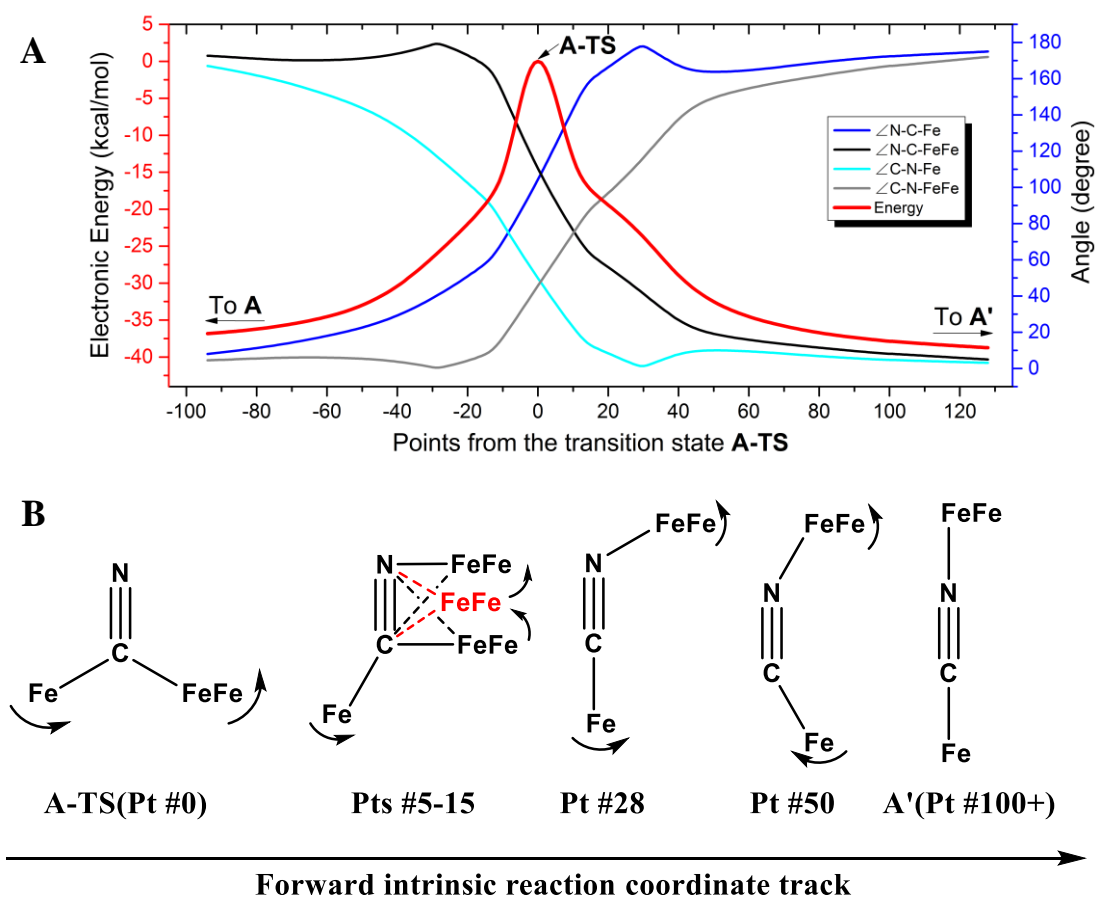 A
A-TS
5
0
-5
-10
-15
-20
-25
-30
-35
-40
Electronic Energy (kcal/mol)
180
160
140
120
100
80
60
40
20
0
Angle (degree)
∠N-C-Fe
∠N-C-FeFe
∠C-N-Fe
∠C-N-FeFe
Energy
To A
To A'
-100 -80 -60 -40 -20 0 20 40 60 80 100 120
Points from the transition state A-TS
B
N
C
Fe FeFe
N FeFe
FeFe
C FeFe
Fe
FeFe
N
C
Fe
FeFe
N
C
Fe
FeFe
N
C
Fe
A-TS(Pt #0) Pts #5-15 Pt #28 Pt #50 A'(Pt #100+)
Forward intrinsic reaction coordinate track